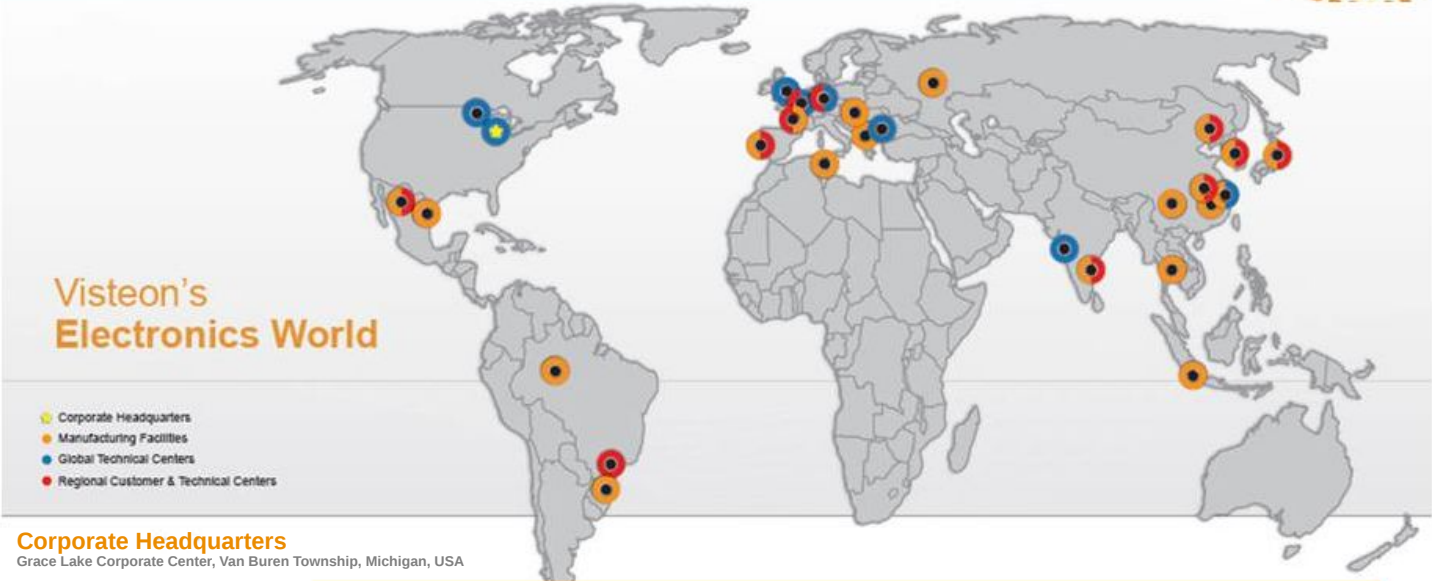 Visteon's
Electronics World
Corporate Headquarters
Manufacturing Facilities
Global Technical Centers
Regional Customer & Technical Centers
Corporate Headquarters
Grace Lake Corporate Center, Van Buren Township, Michigan, USA